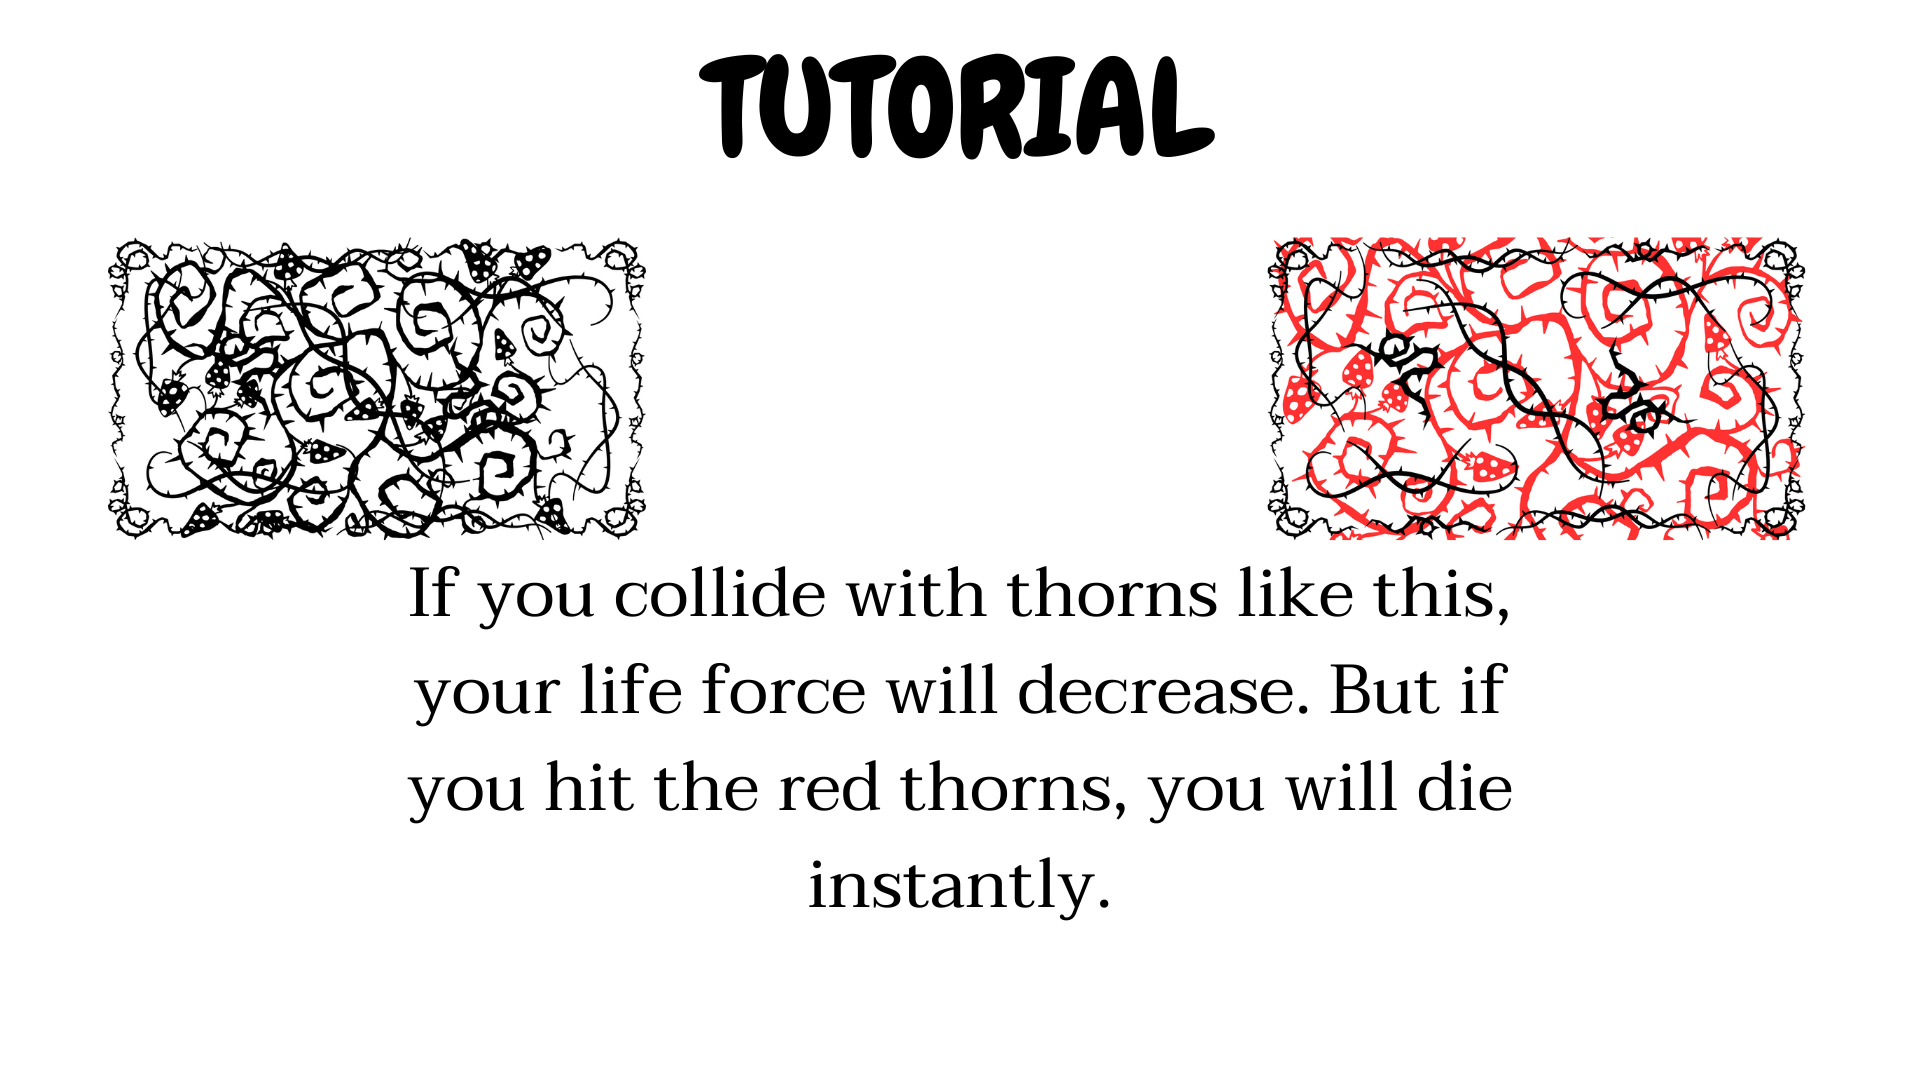 TUTORIAL
If you collide with thorns like this,
your life force will decrease. But if
you hit the red thorns, you will die
instantly.